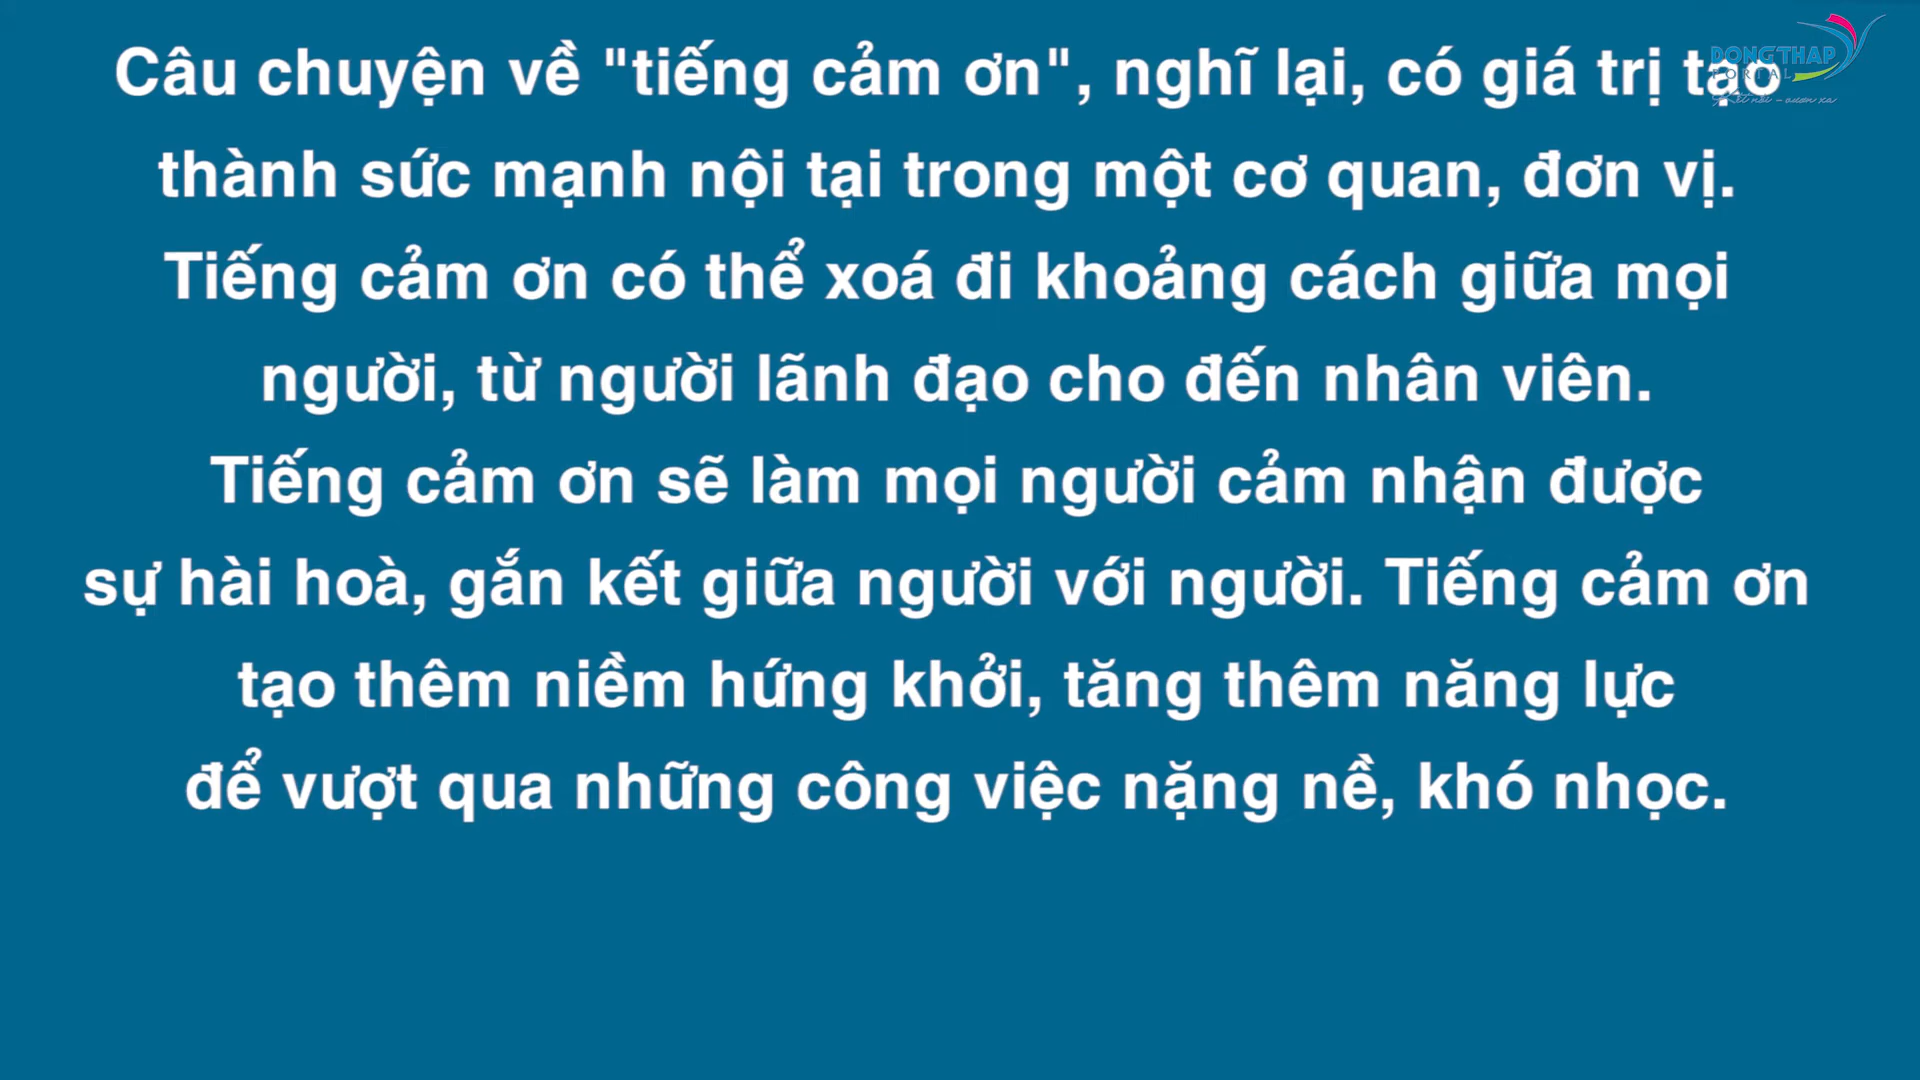 Câu chuyện về "tiếng cảm ơn", nghĩ lại, có giá trị tạo
thành sức mạnh nội tại trong một cơ quan, đơn vị.
Tiếng cảm ơn có thể xoá đi khoảng cách giữa mọi
người, từ người lãnh đạo cho đến nhân viên.
Tiếng cảm ơn sẽ làm mọi người cảm nhận được
sự hài hoà, gắn kết giữa người với người. Tiếng cảm ơn
tạo thêm niềm hứng khởi, tăng thêm năng lực
để vượt qua những công việc nặng nề, khó nhọc.
DONGTHAP
PORTAL